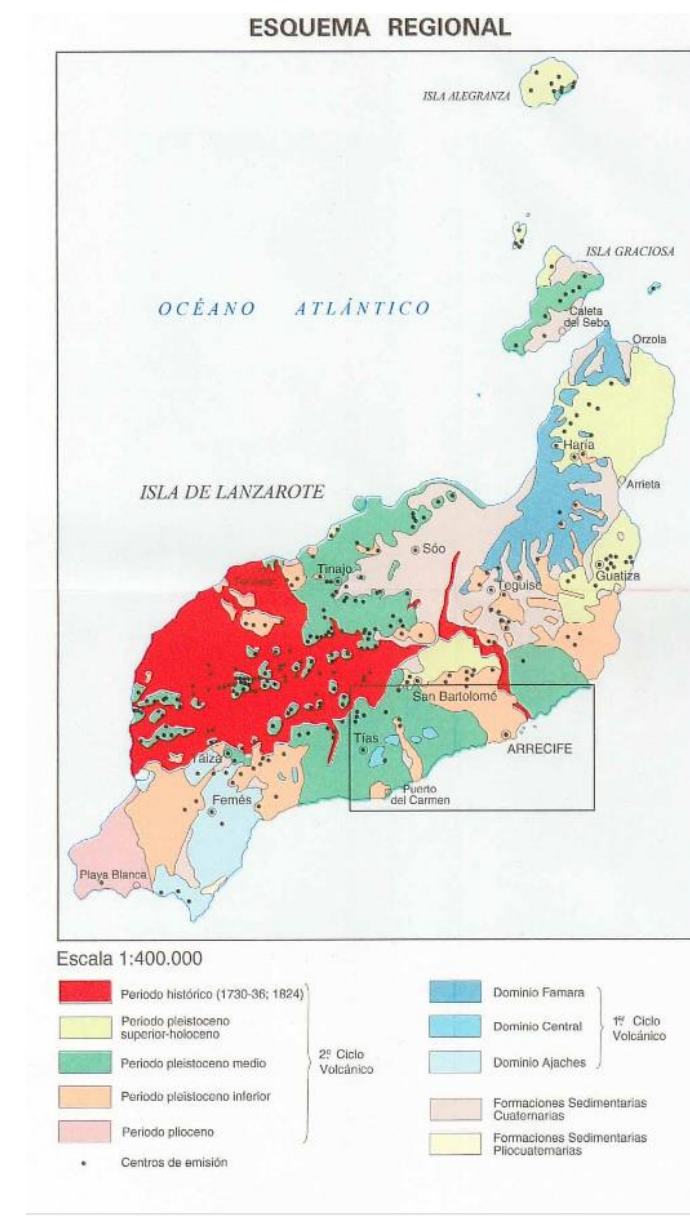 ESQUEMA REGIONAL
ISLA ALEGRANZA
ISLA GRACIOSA
OCÉANO ATLÁNTICO
Caleta
del Sebo
Orzola
Haría
Arrieta
ISLA DE LANZAROTE
Sóo
Tinajo
Teguise
Guatiza
San Bartolomé
Tías
ARRECIFE
Yaiza
Puerto
del Carmen
Femés
Playa Blanca
Escala 1:400.000
Periodo histórico (1730-36; 1824)
Periodo pleistoceno
superior-holoceno
Periodo pleistoceno medio
Periodo pleistoceno inferior
Periodo plioceno
Centros de emisión
2º Ciclo
Volcánico
Dominio Famara
Dominio Central
Dominio Ajaches
1er Ciclo
Volcánico
Formaciones Sedimentarias
Cuaternarias
Formaciones Sedimentarias
Pliocuaternarias